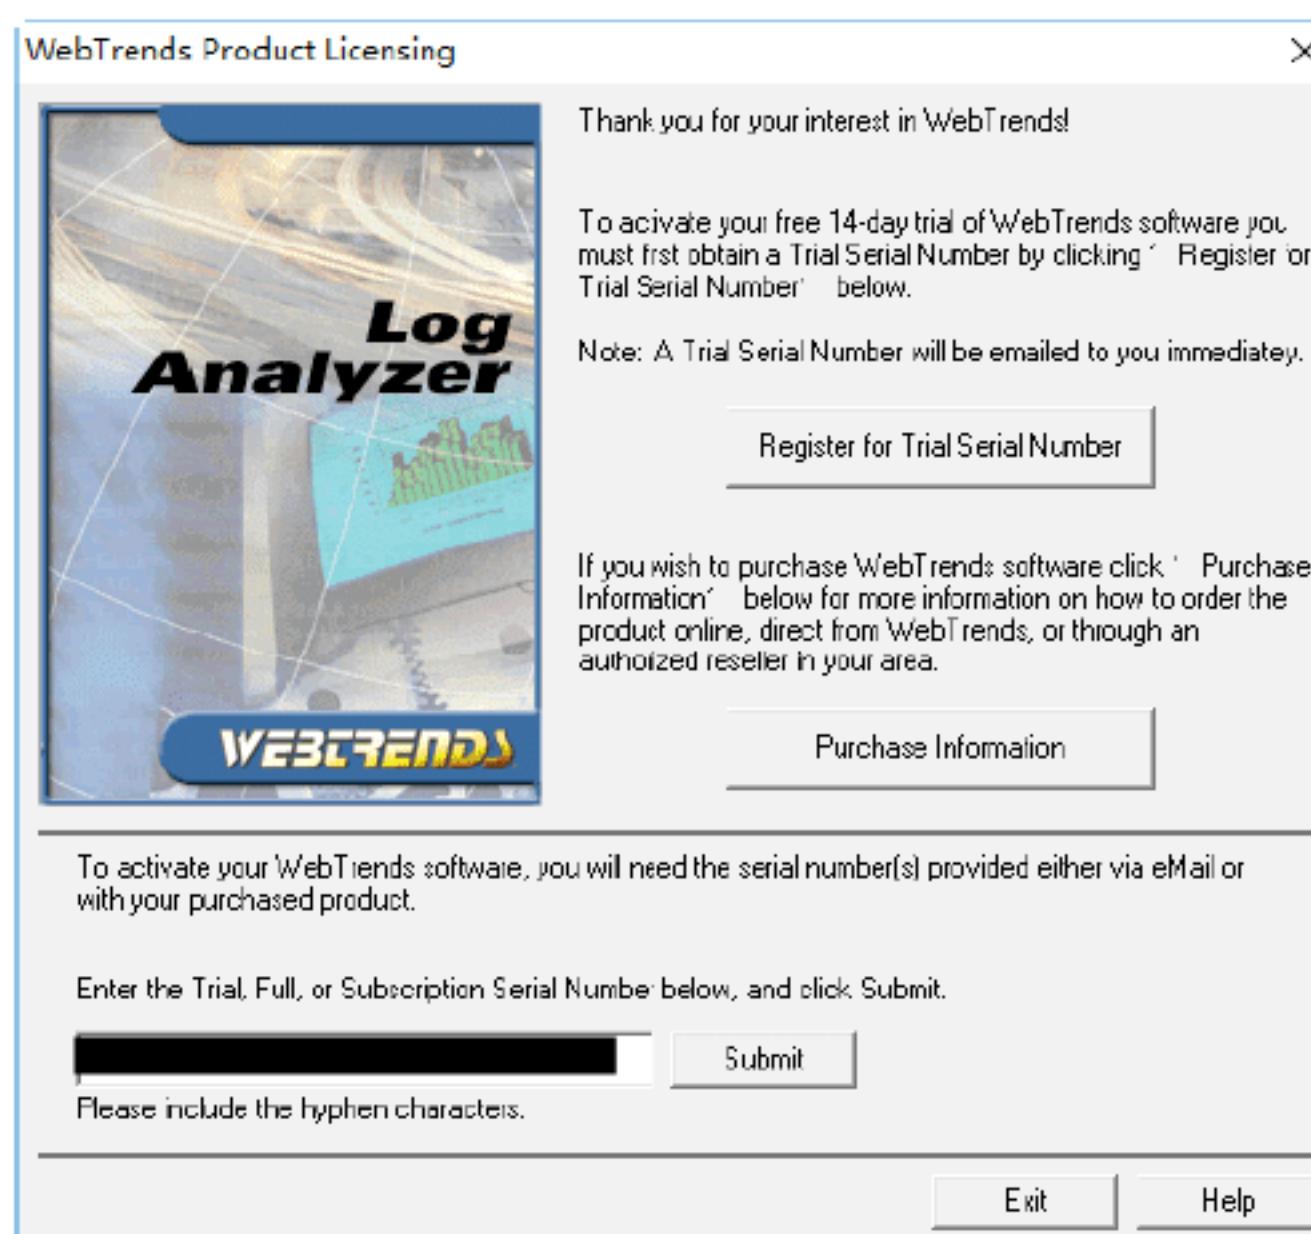 WebTrends Product Licensing
Thank you for your interest in WebTrends!
To acivate your free 14-day trial of WebTrends software you
must frst obtain a Trial Serial Number by clicking ´ Register for
Trial Serial Number´ below.
Note: A Trial Serial Number will be emailed to you immediatey.
Log
Analyzer
Register for Trial Serial Number
If you wish to purchase WebTrends software click ´ Purchase
Information´ below for more information on how to order the
product online, direct from WebTrends, or through an
authoized reseller in your area.
WEBTRENDS
Purchase Information
To activate your WebTrends software, you will need the serial number(s) provided either via eMail or
with your purchased product.
Enter the Trial, Full, or Subscription Serial Number below, and click Submit.
Submit
Please include the hyphen characters.
Exit
Help